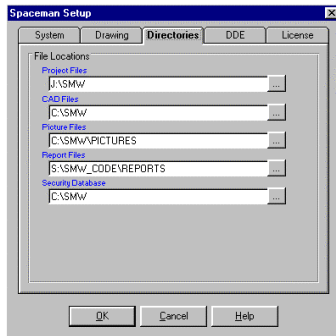 Spaceman Setup
System Drawing Directories DDE License
File Locations
Project Files
J:\SMW
...
CAD Files
C:\SMW
...
Picture Files
C:\SMW\PICTURES
...
Report Files
S:\SMW_CODE\REPORTS
...
Security Database
C:\SMW
...
OK Cancel Help